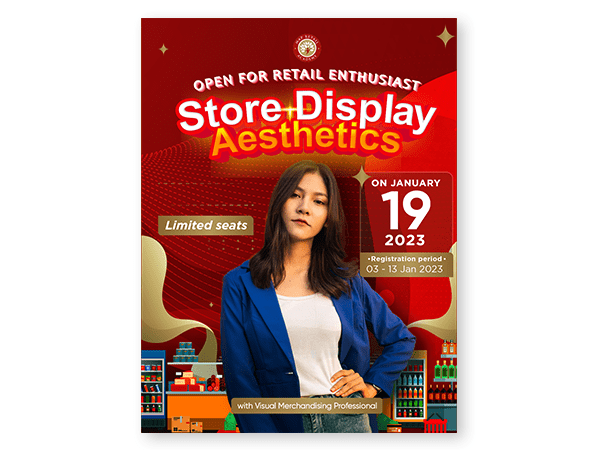 OPEN FOR RETAIL ENTHUSIAST
Store Display
Aesthetics
ON JANUARY
19
2023
Limited seats
•Registration period•
03 - 13 Jan 2023
with Visual Merchandising Professional